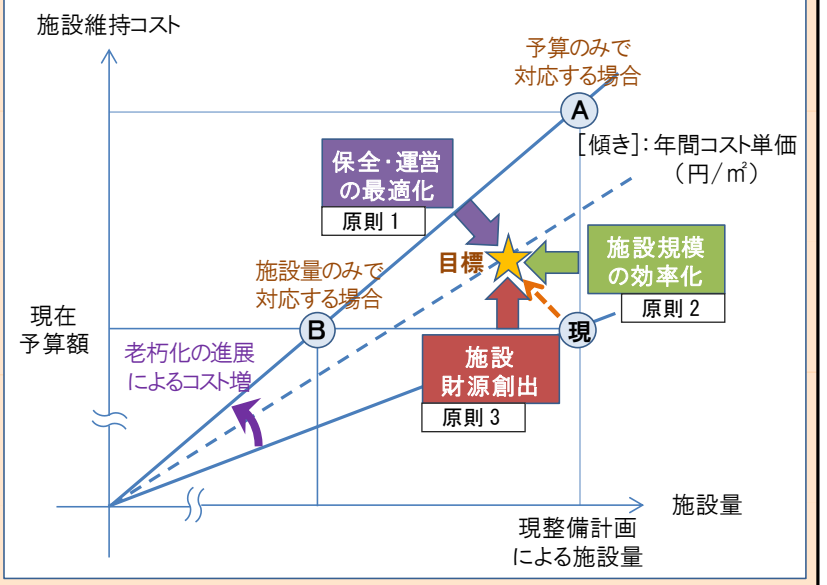 施設維持コスト
予算のみで
対応する場合
A
[傾き]:年間コスト単価
(円/㎡)
保全・運営
の最適化
原則1
目標
施設規模
の効率化
原則2
施設量のみで
対応する場合
現在
予算額
B
現
老朽化の進展
によるコスト増
施設
財源創出
原則3
施設量
現整備計画
による施設量